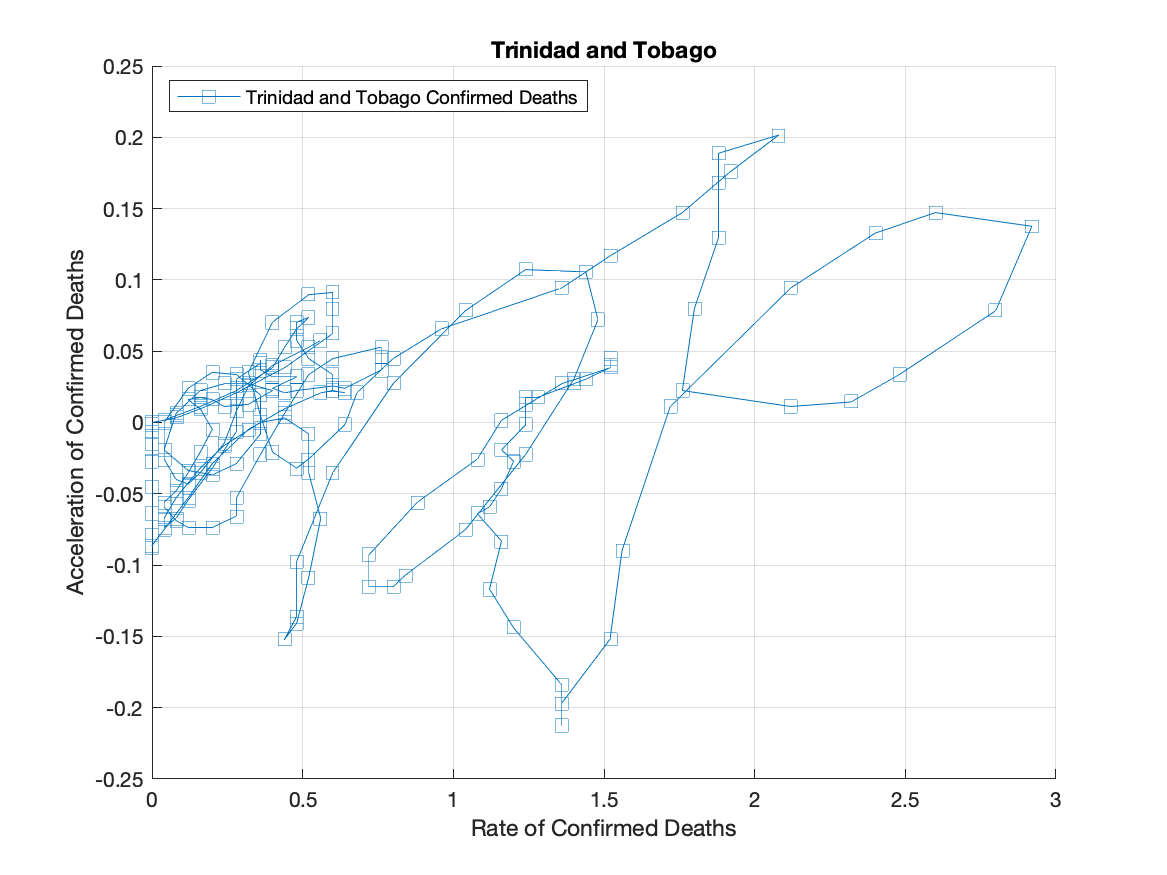 Trinidad and Tobago
0.25
Trinidad and Tobago Confirmed Deaths
0.2
0.15
0.1
0.05
0
-0.05
-0.1
-0.15
-0.2
-0.25
Acceleration of Confirmed Deaths
0 0.5 1 1.5 2 2.5 3
Rate of Confirmed Deaths